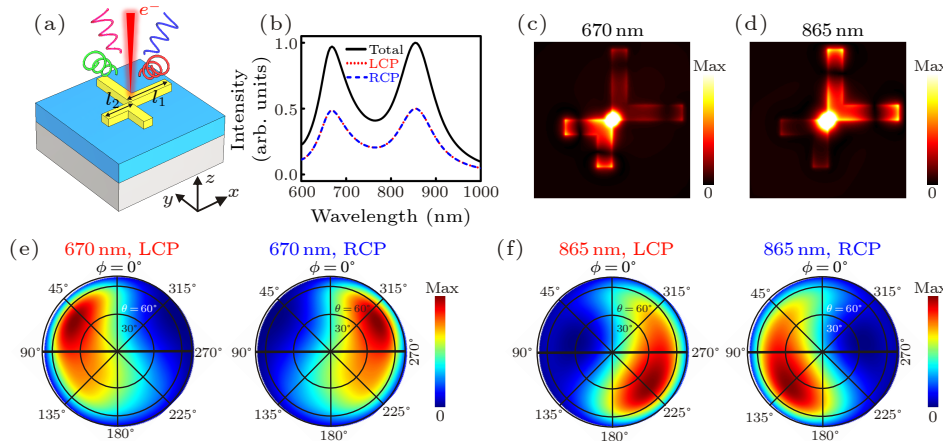 (a)
e⁻
l₂
l₁
z
y
x
(b)
Intensity
(arb. units)
1.0
0.5
0.0
Total
LCP
RCP
600 700 800 900 1000
Wavelength (nm)
(c)
670 nm
Max
0
(d)
865 nm
Max
0
(e)
670 nm, LCP
670 nm, RCP
ϕ = 0°
45°
315°
θ = 60°
30°
90°
270°
135°
225°
180°
ϕ = 0°
45°
315°
θ = 60°
30°
90°
270°
135°
225°
180°
Max
0
(f)
865 nm, LCP
865 nm, RCP
ϕ = 0°
45°
315°
θ = 60°
30°
90°
270°
135°
225°
180°
ϕ = 0°
45°
315°
θ = 60°
30°
90°
270°
135°
225°
180°
Max
0